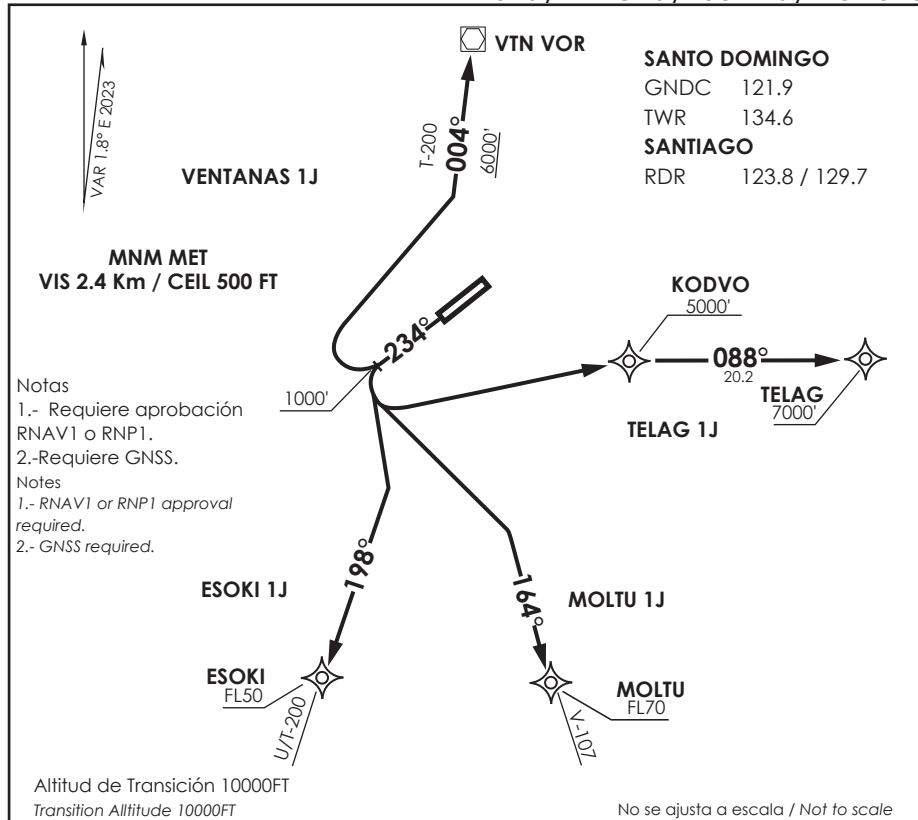 VTN VOR
SANTO DOMINGO
GNDC 121.9
TWR 134.6
SANTIAGO
RDR 123.8 / 129.7
VAR 1.8° E 2023
T-200
004°
6000'
VENTANAS 1J
MNM MET
VIS 2.4 Km / CEIL 500 FT
KODVO
5000'
234°
088°
20.2
TELAG
7000'
1000'
TELAG 1J
Notas
1.- Requiere aprobación
RNAV1 o RNP1.
2.-Requiere GNSS.
Notes
1.- RNAV1 or RNP1 approval
required.
2.- GNSS required.
198°
164°
ESOKI 1J
MOLTU 1J
ESOKI
FL50
U/T-200
MOLTU
FL70
V-107
Altitud de Transición 10000FT
Transition Alltitude 10000FT
No se ajusta a escala / Not to scale